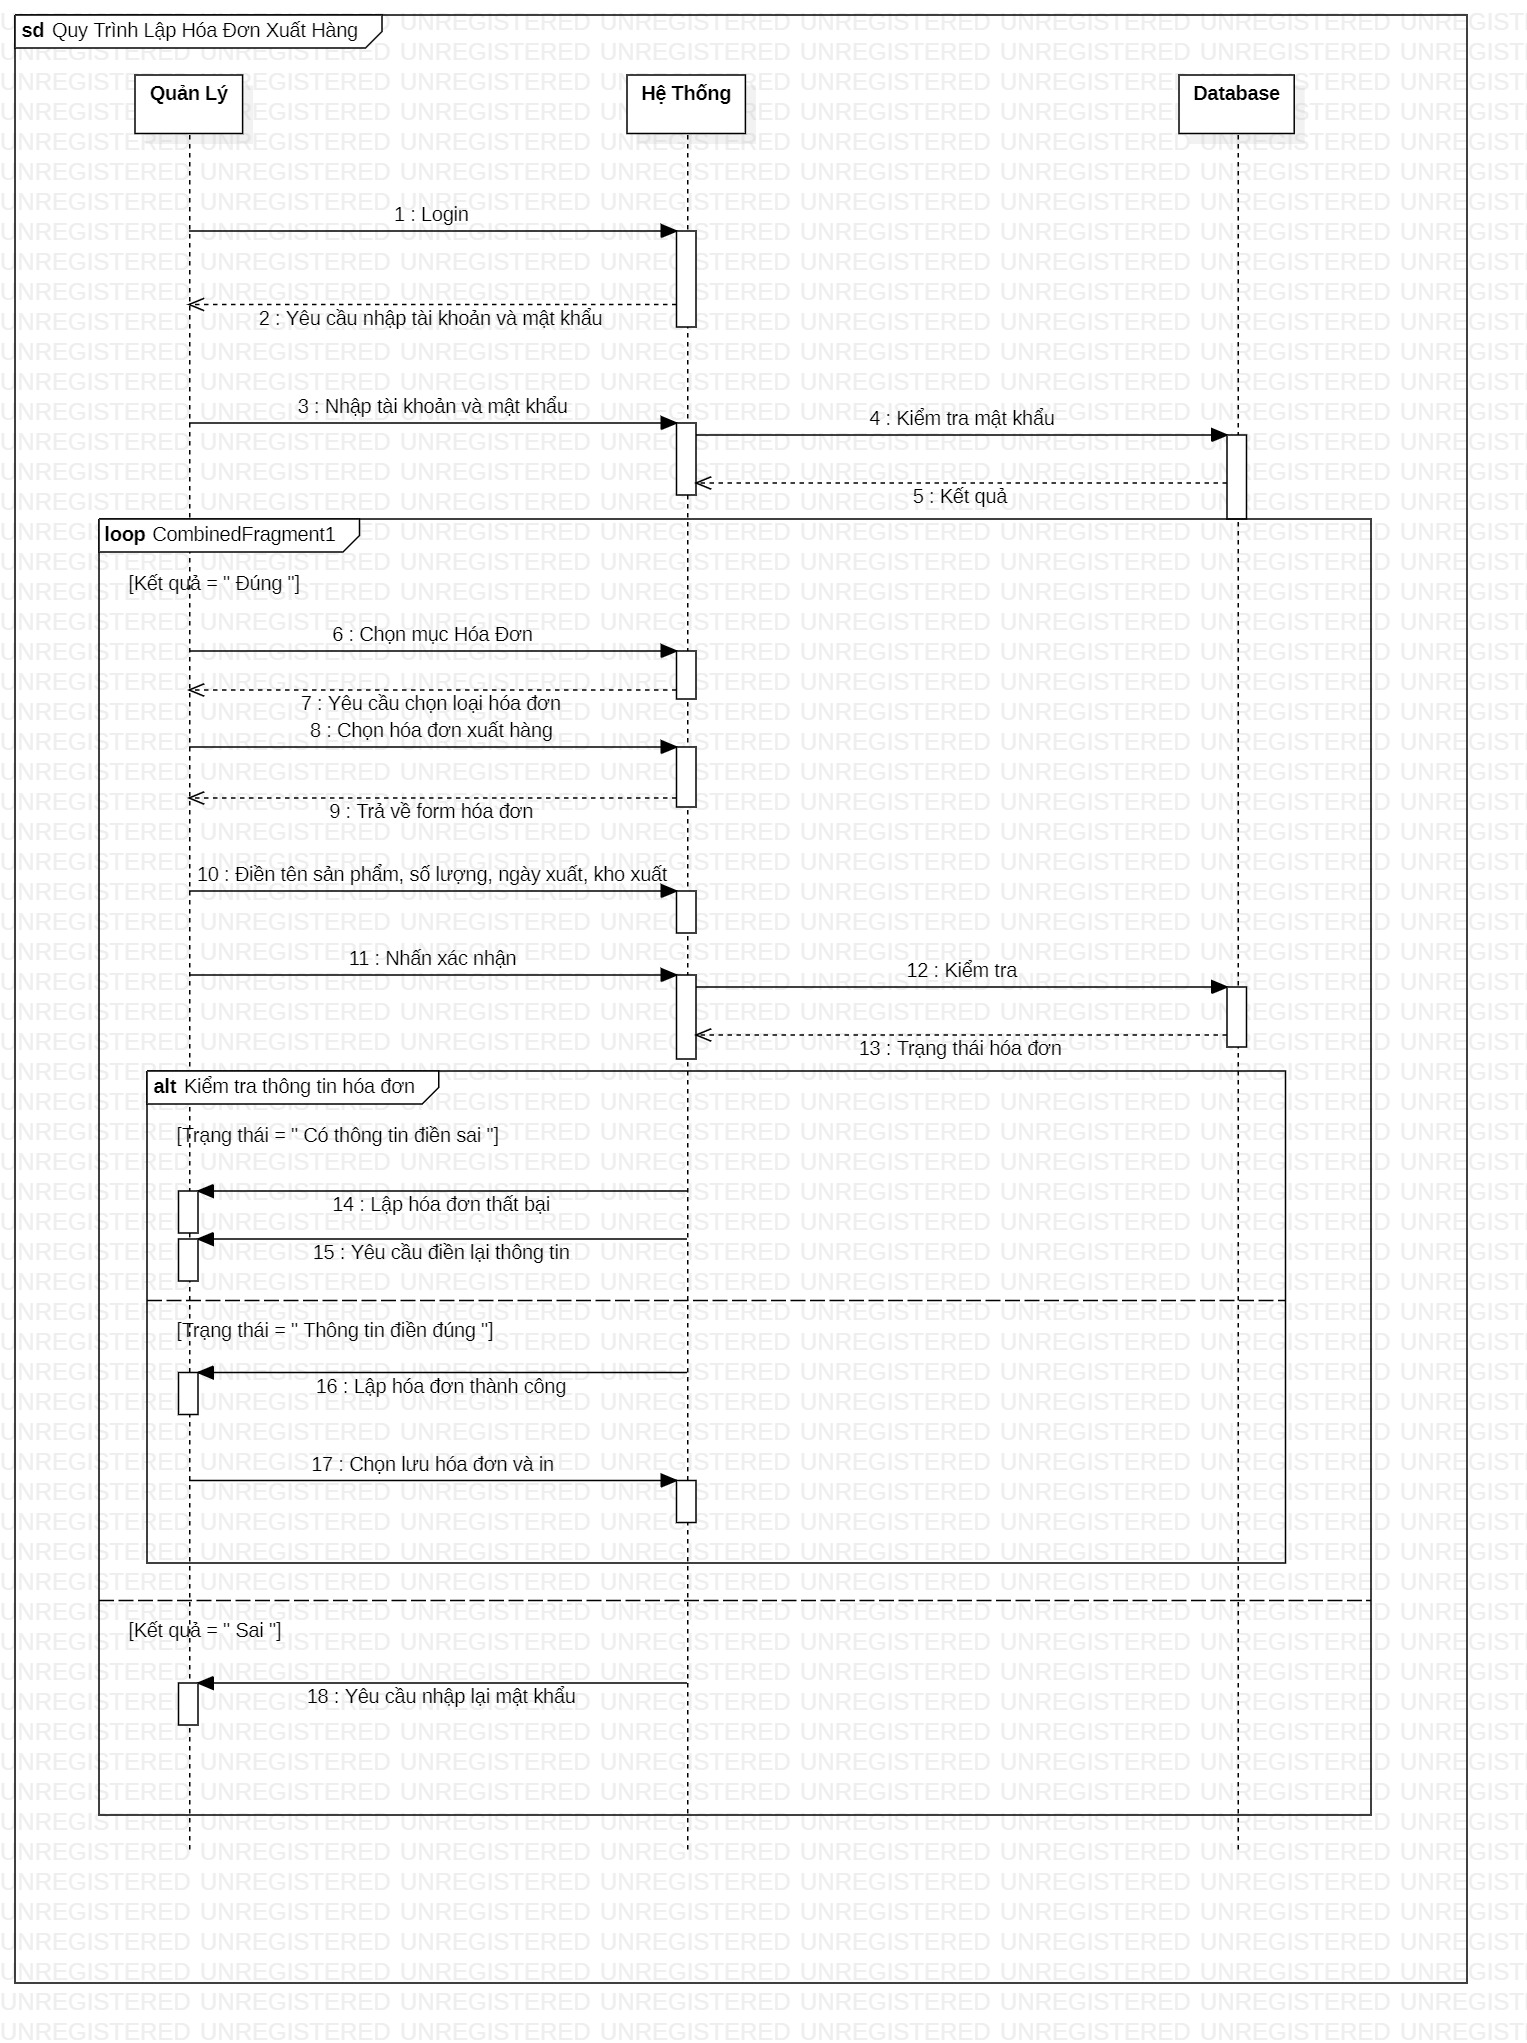 sd Quy Trình Lập Hóa Đơn Xuất Hàng
Quản Lý
Hệ Thống
Database
1 : Login
2 : Yêu cầu nhập tài khoản và mật khẩu
3 : Nhập tài khoản và mật khẩu
4 : Kiểm tra mật khẩu
5 : Kết quả
loop CombinedFragment1
[Kết quả = " Đúng "]
6 : Chọn mục Hóa Đơn
7 : Yêu cầu chọn loại hóa đơn
8 : Chọn hóa đơn xuất hàng
9 : Trả về form hóa đơn
10 : Điền tên sản phẩm, số lượng, ngày xuất, kho xuất
11 : Nhấn xác nhận
12 : Kiểm tra
13 : Trạng thái hóa đơn
alt Kiểm tra thông tin hóa đơn
[Trạng thái = " Có thông tin điền sai "]
14 : Lập hóa đơn thất bại
15 : Yêu cầu điền lại thông tin
[Trạng thái = " Thông tin điền đúng "]
16 : Lập hóa đơn thành công
17 : Chọn lưu hóa đơn và in
[Kết quả = " Sai "]
18 : Yêu cầu nhập lại mật khẩu
UNREGISTERED